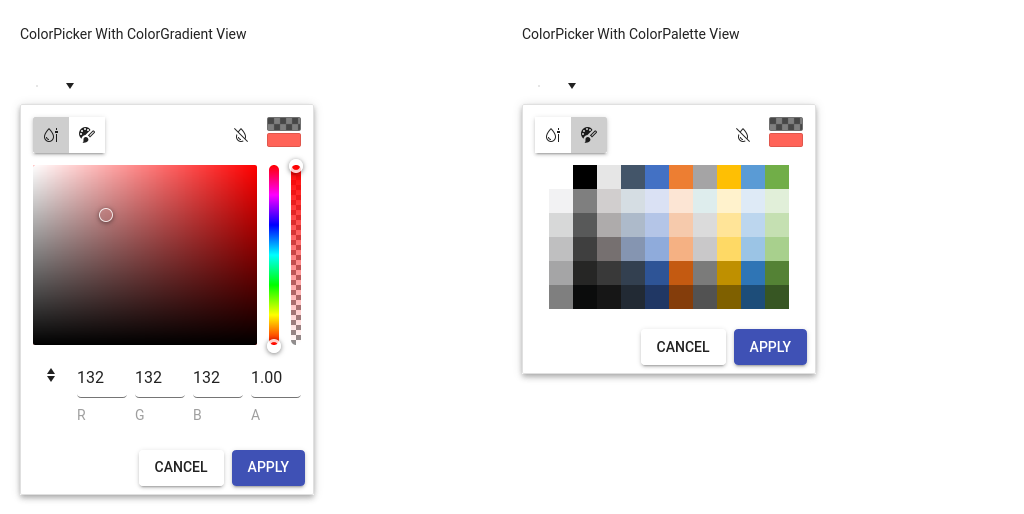 ColorPicker With ColorGradient View
132 132 132 1.00
R G B A
CANCEL APPLY
ColorPicker With ColorPalette View
CANCEL APPLY